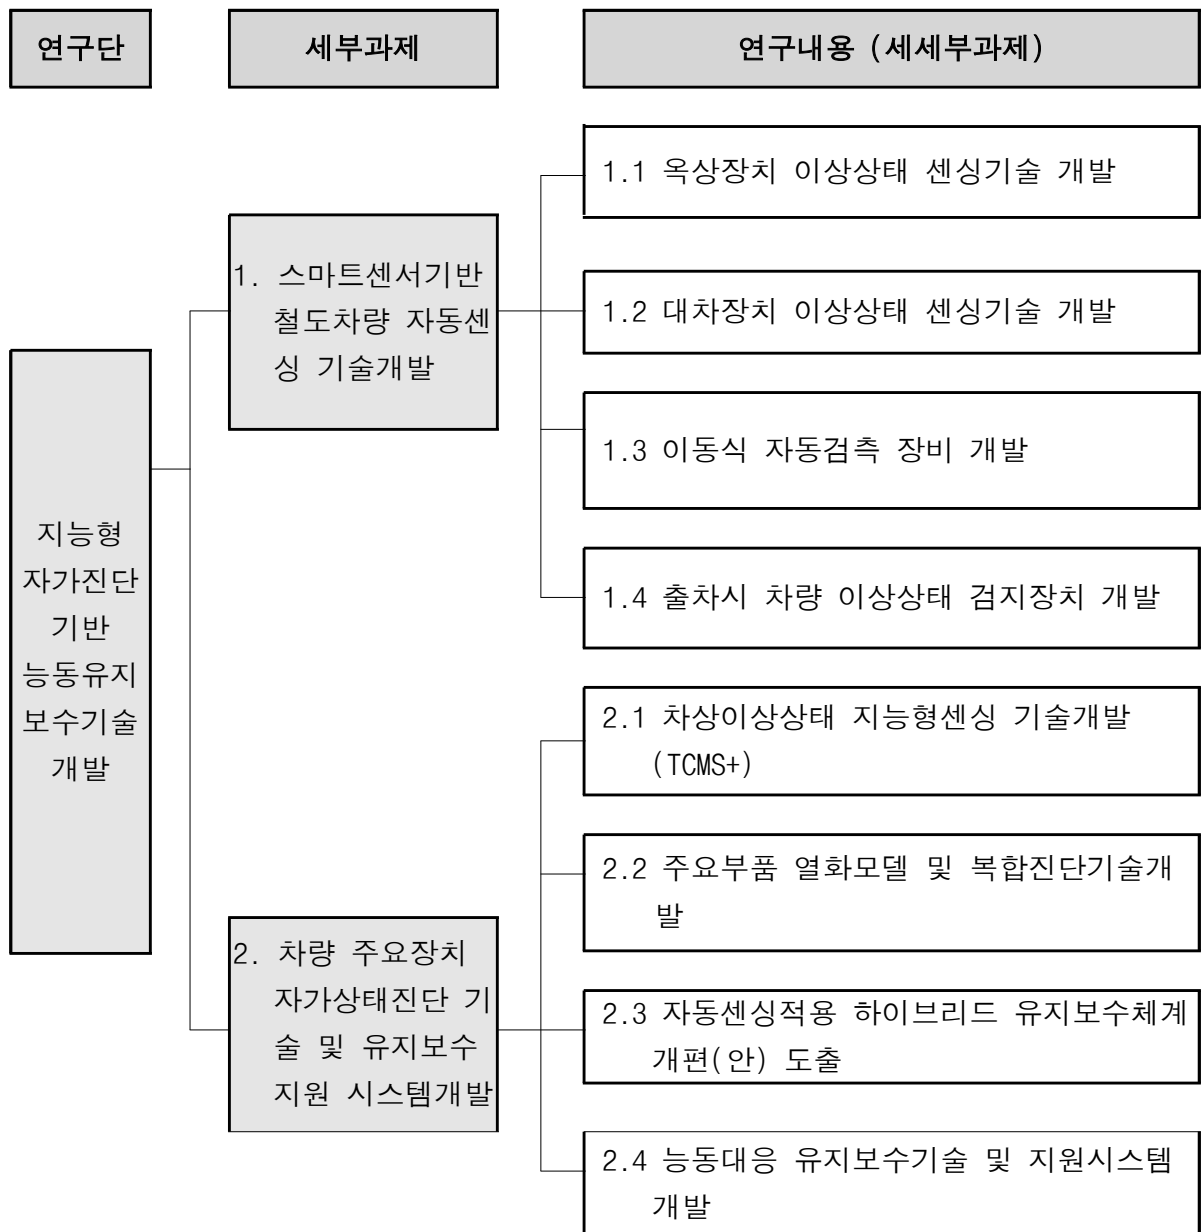 연구단
세부과제
연구내용 (세세부과제)
지능형
자가진단
기반
능동유지
보수기술
개발
1. 스마트센서기반
철도차량 자동센
싱 기술개발
1.1 옥상장치 이상상태 센싱기술 개발
1.2 대차장치 이상상태 센싱기술 개발
1.3 이동식 자동검측 장비 개발
1.4 출차시 차량 이상상태 검지장치 개발
2. 차량 주요장치
자가상태진단 기
술 및 유지보수
지원 시스템개발
2.1 차상이상상태 지능형센싱 기술개발
(TCMS+)
2.2 주요부품 열화모델 및 복합진단기술개
발
2.3 자동센싱적용 하이브리드 유지보수체계
개편(안) 도출
2.4 능동대응 유지보수기술 및 지원시스템
개발